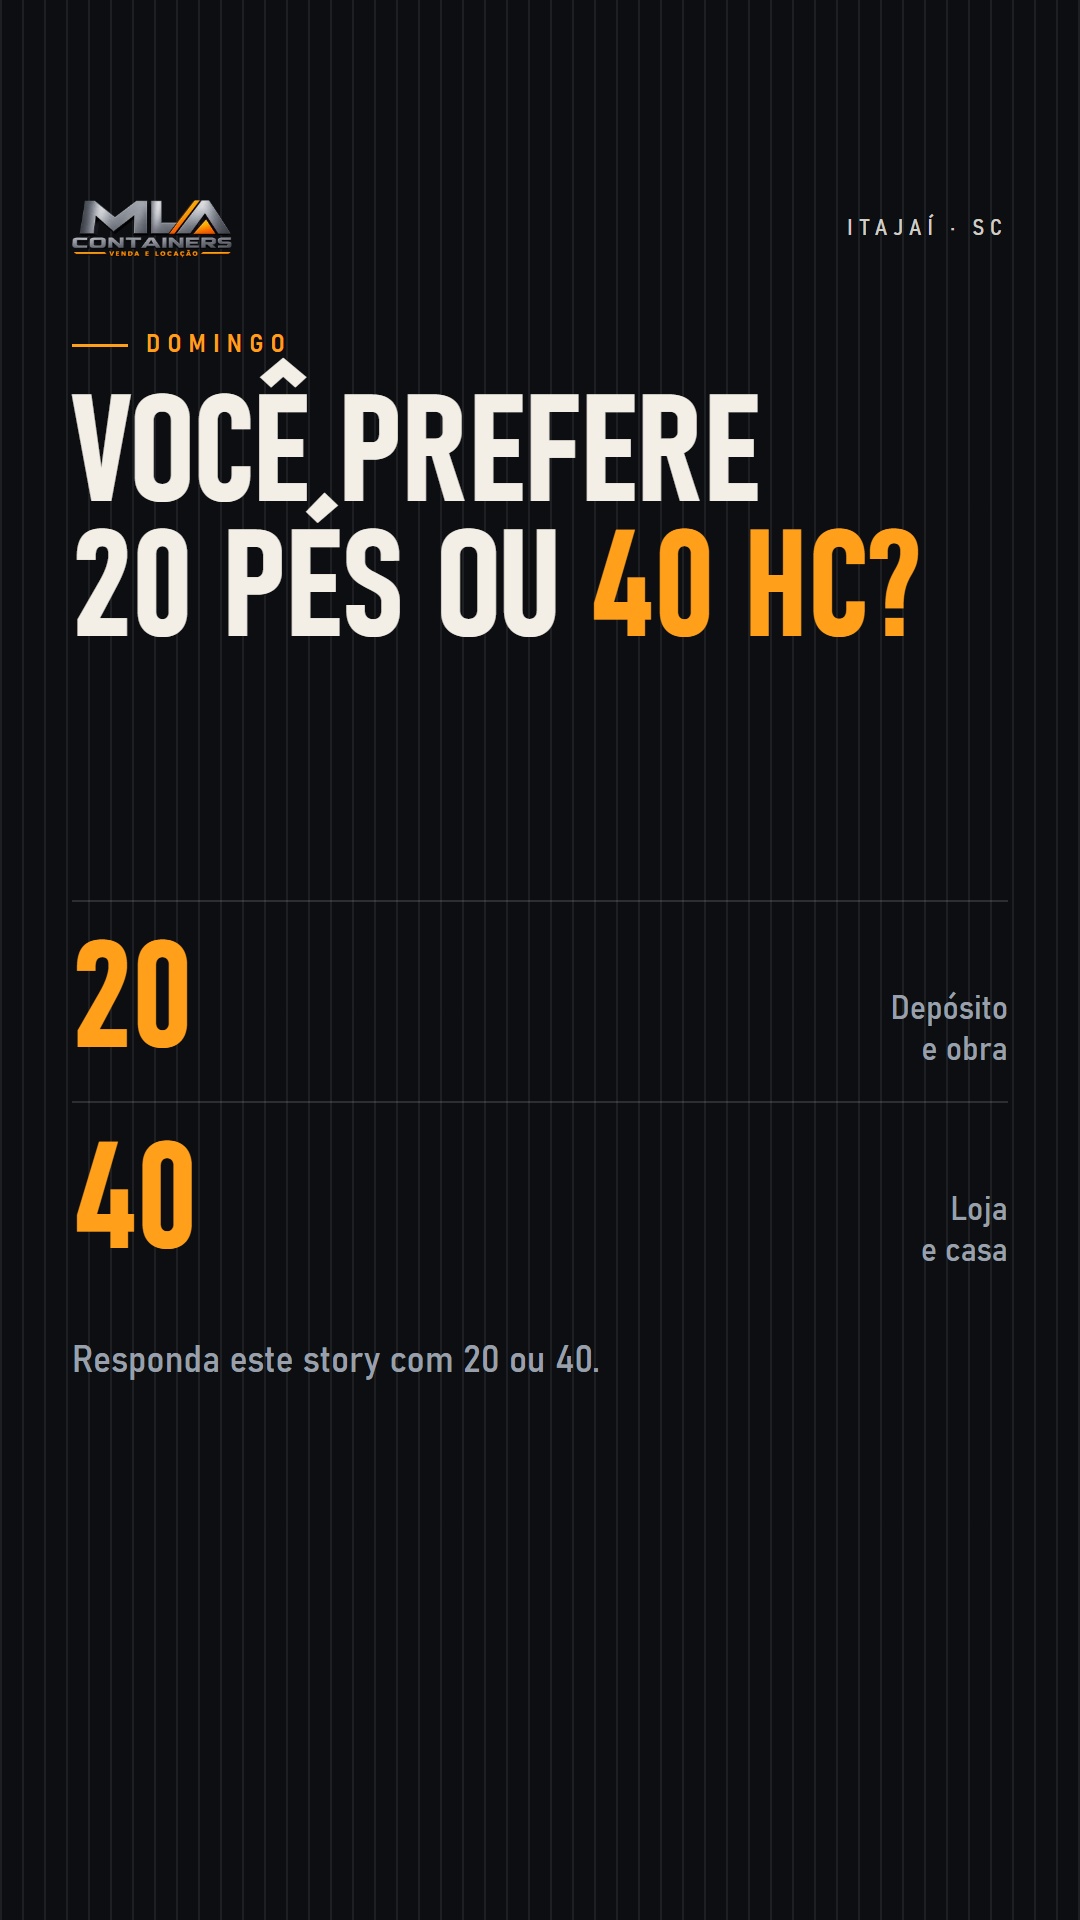 MLA
CONTAINERS
VENDA E LOCAÇÃO
ITAJAÍ · SC
DOMINGO
VOCÊ PREFERE
20 PÉS OU 40 HC?
20
Depósito
e obra
40
Loja
e casa
Responda este story com 20 ou 40.